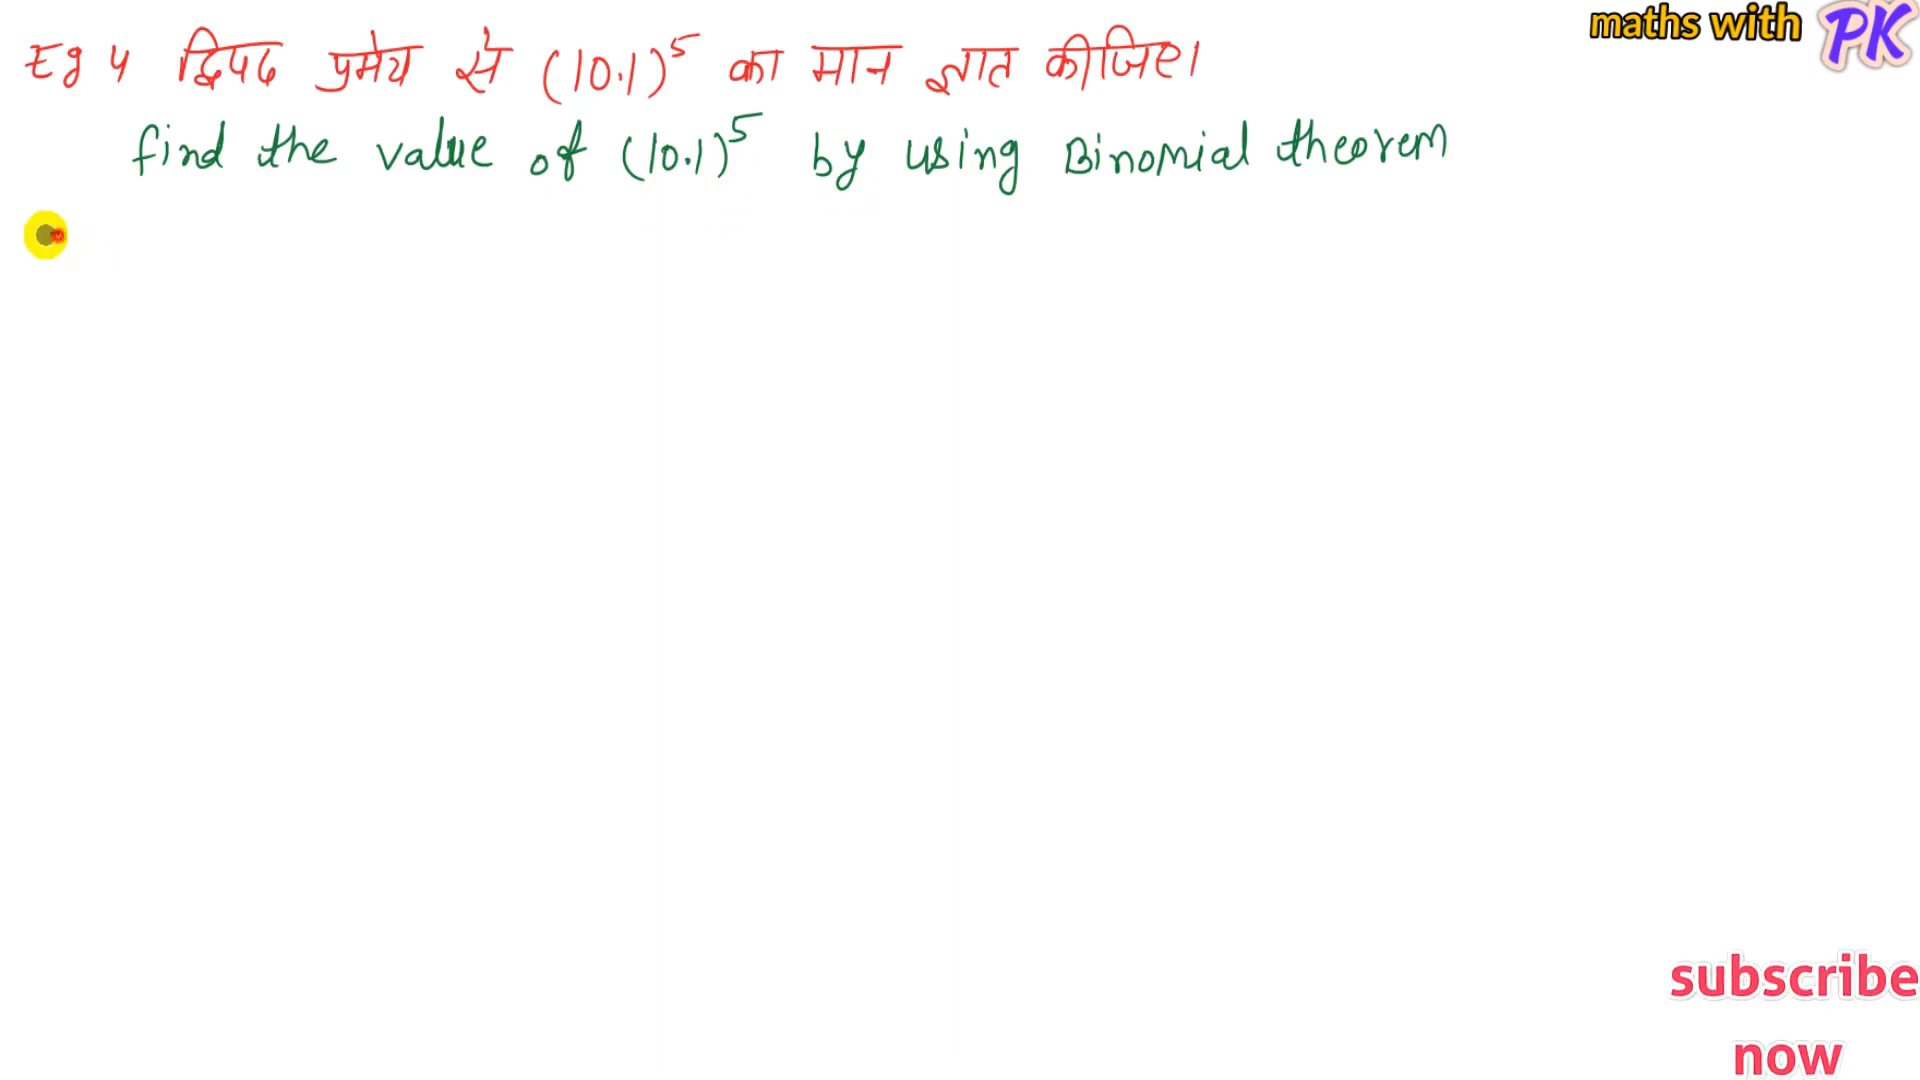 maths with PK
Eg 4 द्विपद प्रमेय से (10.1)⁵ का मान ज्ञात कीजिए।
find the value of (10.1)⁵ by using Binomial theorem
subscribe
now